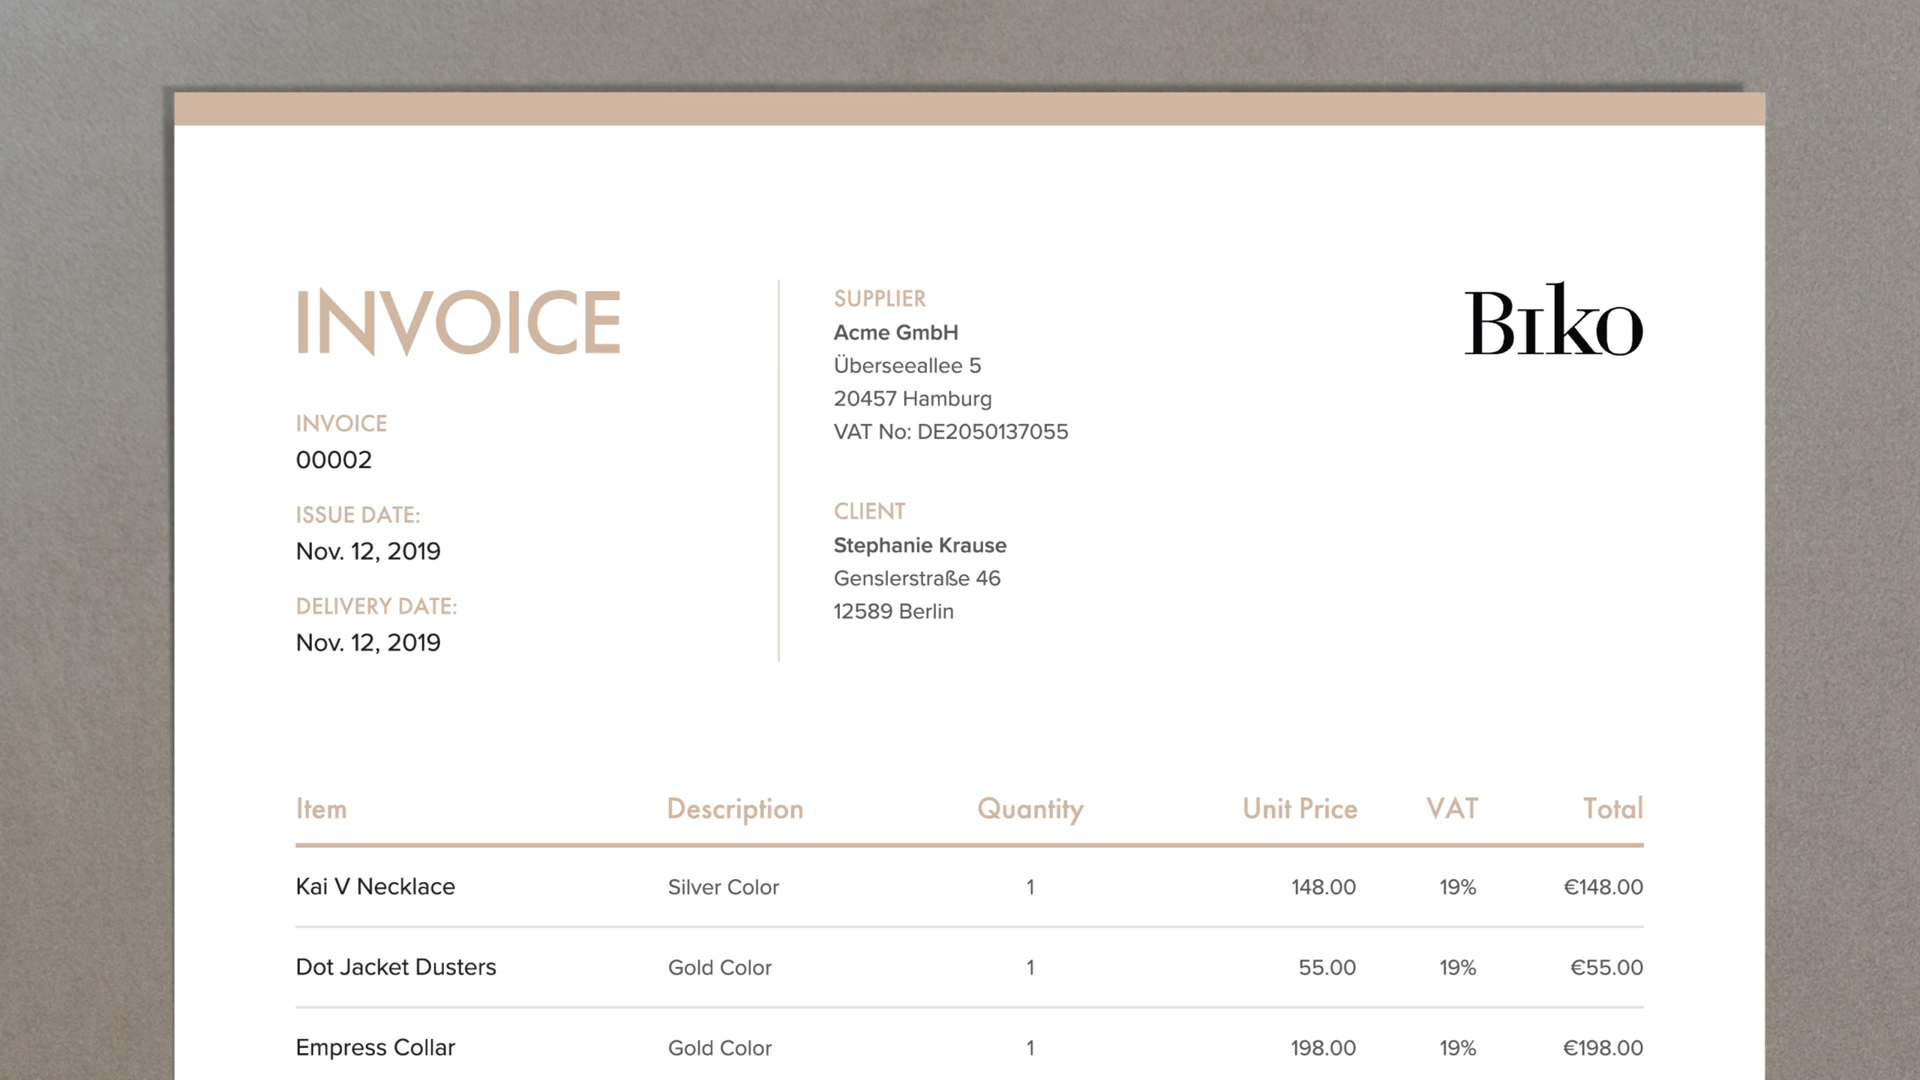 INVOICE
INVOICE
00002
ISSUE DATE:
Nov. 12, 2019
DELIVERY DATE:
Nov. 12, 2019
SUPPLIER
Acme GmbH
Überseeallee 5
20457 Hamburg
VAT No: DE2050137055
CLIENT
Stephanie Krause
Genslerstraße 46
12589 Berlin
Biko
Item Description Quantity Unit Price VAT Total
Kai V Necklace Silver Color 1 148.00 19% €148.00
Dot Jacket Dusters Gold Color 1 55.00 19% €55.00
Empress Collar Gold Color 1 198.00 19% €198.00